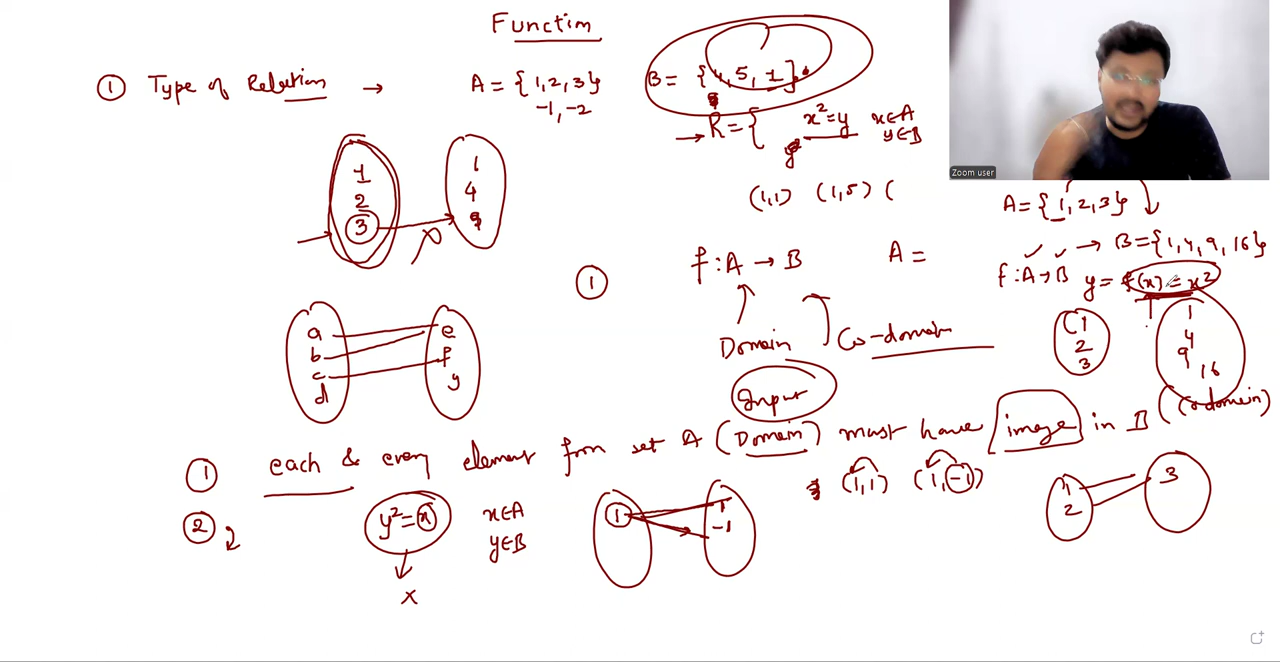 Function
① Type of Relation → A = {1,2,3} B = {4, 5, 1}
-1, -2
→ R = { x²=y x∈A
y∈B
(1,1) (1,5) (
Zoom user
1
2
3
1
4
A = {1,2,3}
→ B = {1,4,9,16}
f:A→B y = f(x) = x²
① f:A → B A =
Domain Co-domain
Input
1
2
3
1
4
9
16
a
b
c
d
e
f
y
① each & every element from set A (Domain) must have image in B (Co-domain)
② y²=x x∈A
y∈B
x
1
1
-1
(1,1) (1,-1)
1
2
3